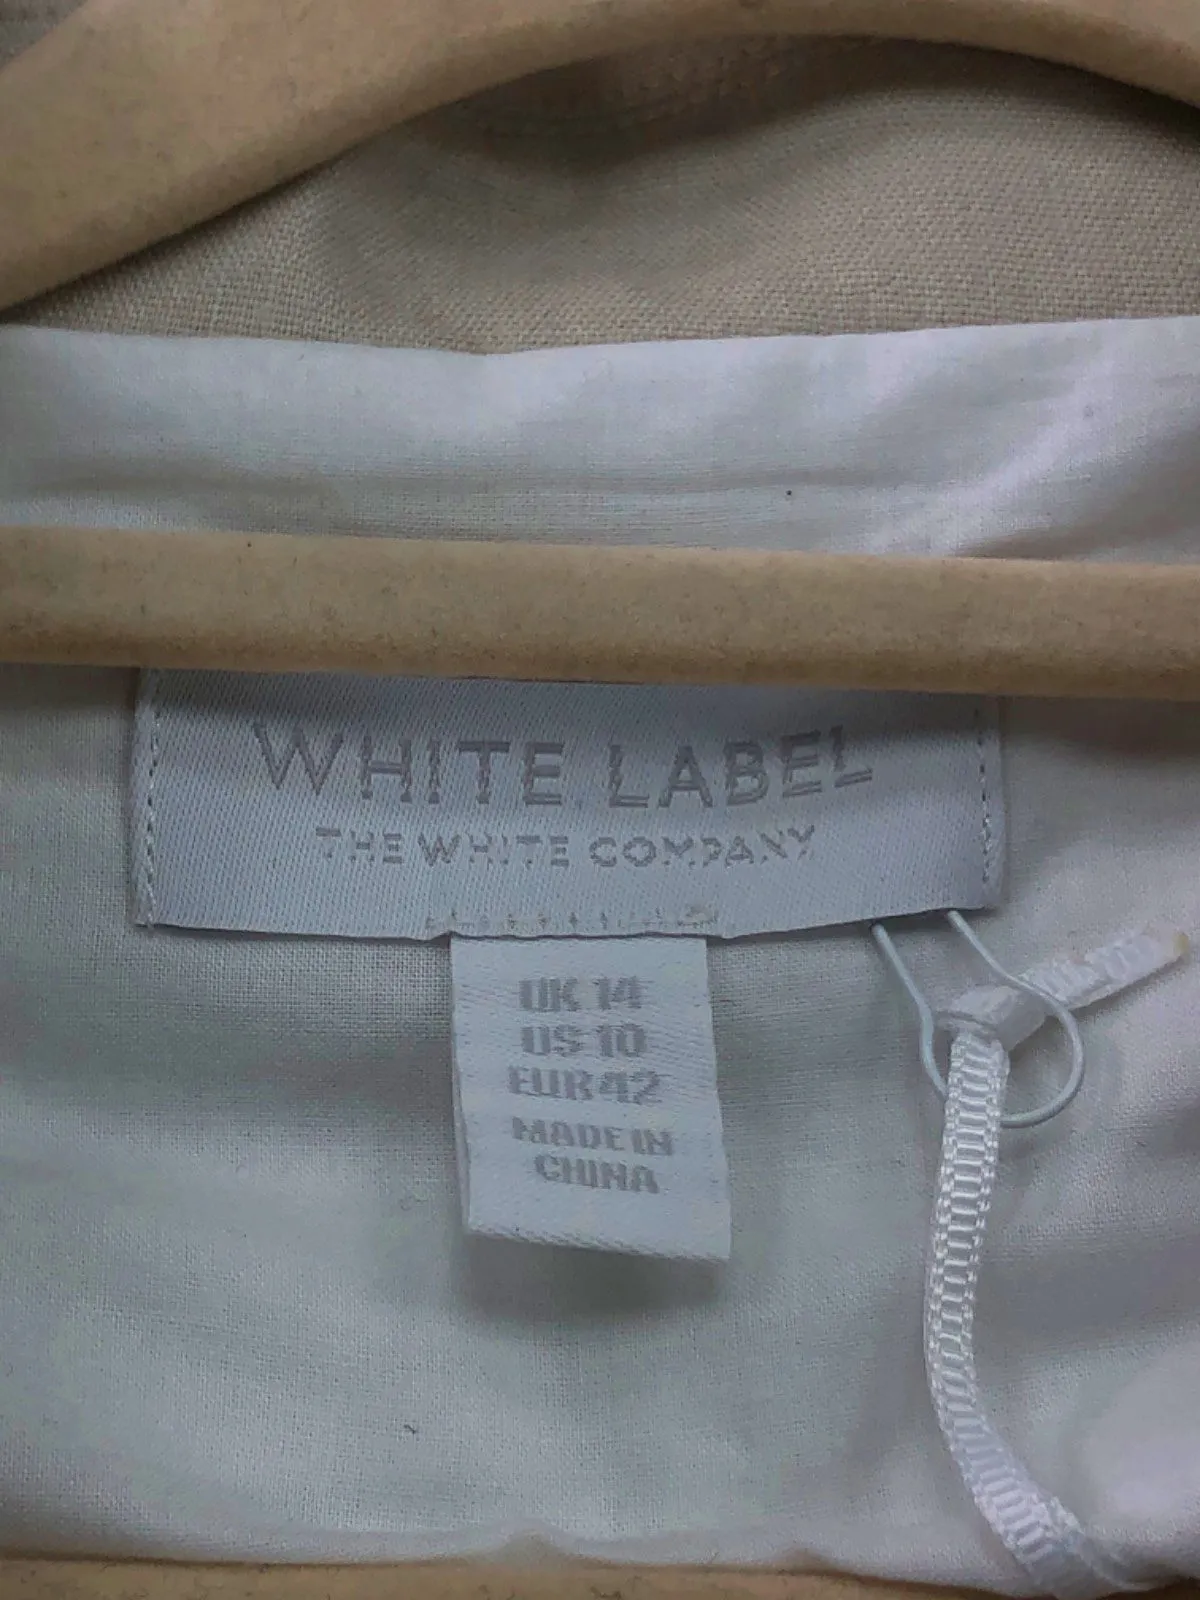 WHITE LABEL
THE WHITE COMPANY
UK 14
US 10
EUR 42
MADE IN
CHINA